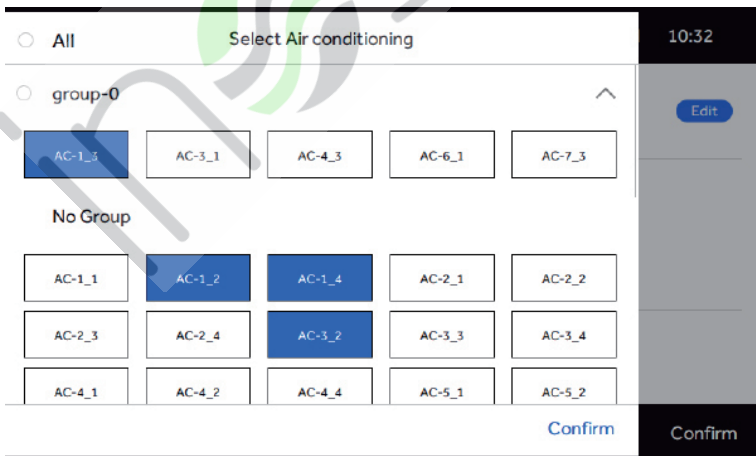 All Select Air conditioning 10:32
group-0 Edit
AC-1_3 AC-3_1 AC-4_3 AC-6_1 AC-7_3
No Group
AC-1_1 AC-1_2 AC-1_4 AC-2_1 AC-2_2
AC-2_3 AC-2_4 AC-3_2 AC-3_3 AC-3_4
AC-4_1 AC-4_2 AC-4_4 AC-5_1 AC-5_2
Confirm Confirm